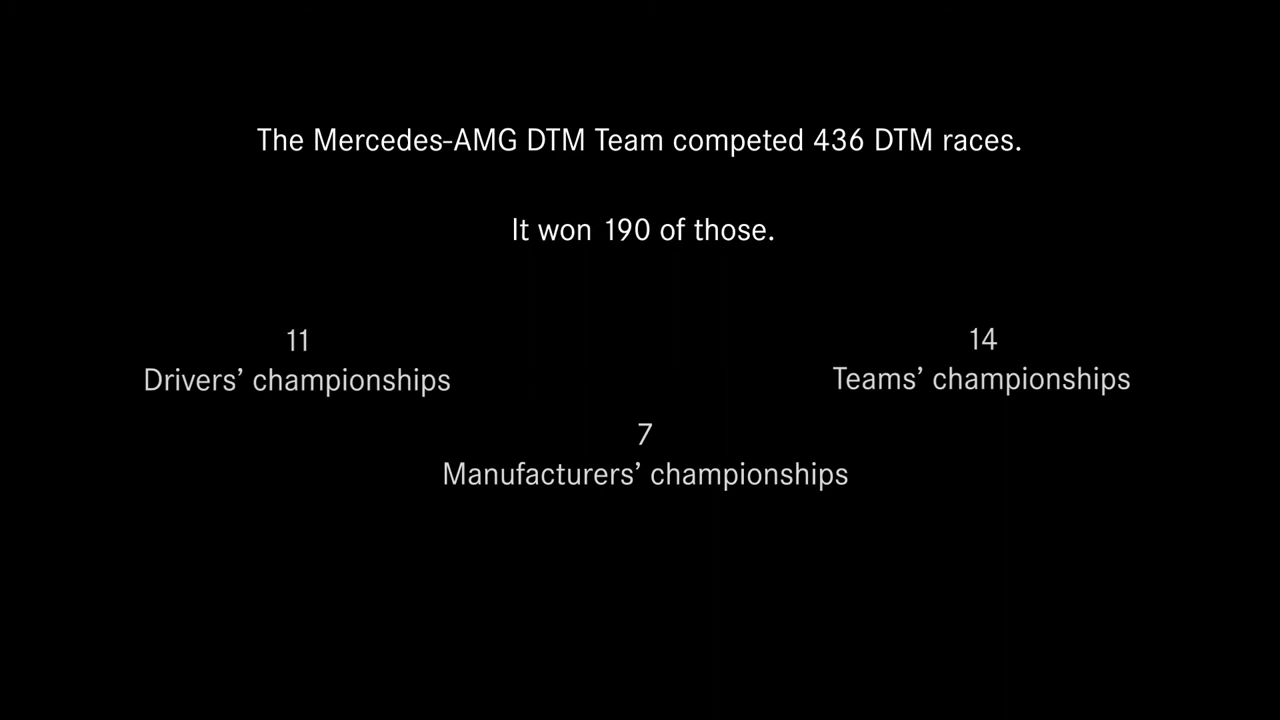 The Mercedes-AMG DTM Team competed 436 DTM races.
It won 190 of those.
11
Drivers’ championships
14
Teams’ championships
7
Manufacturers’ championships